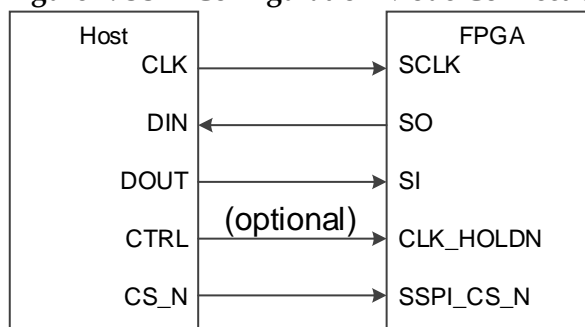 Host FPGA
CLK SCLK
DIN SO
DOUT SI
(optional)
CTRL CLK_HOLDN
CS_N SSPI_CS_N